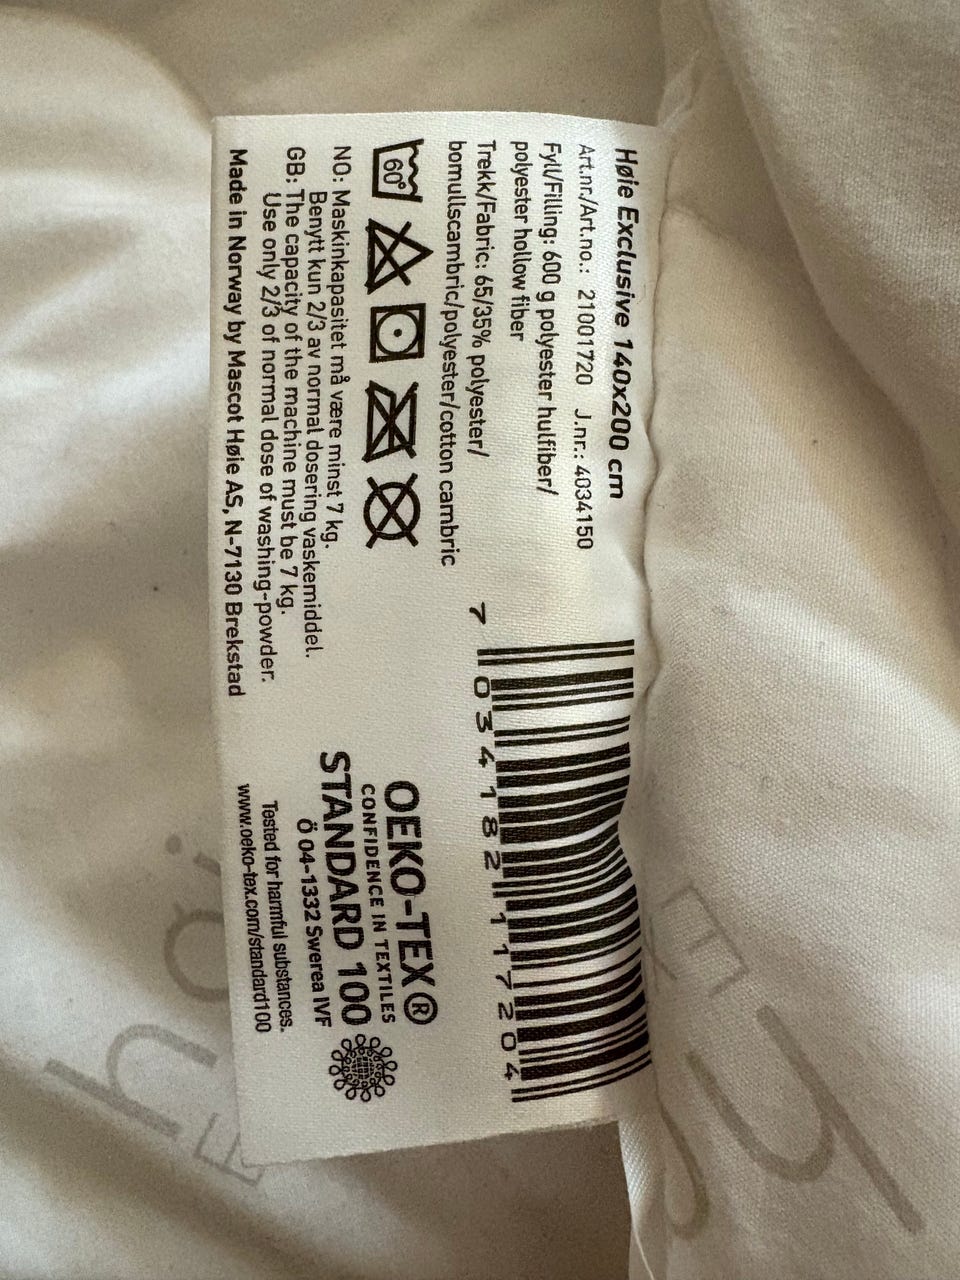 Høie Exclusive 140x200 cm
Art.nr./Art.no.: 21001720 J.nr.: 4034150
Fyll/Filling: 600 g polyester hulfiber/
polyester hollow fiber
Trekk/Fabric: 65/35% polyester/
bomullscambric/polyester/cotton cambric
60°
NO: Maskinkapasitet må være minst 7 kg.
Benytt kun 2/3 av normal dosering vaskemiddel.
GB: The capacity of the machine must be 7 kg.
Use only 2/3 of normal dose of washing-powder.
Made in Norway by Mascot Høie AS, N-7130 Brekstad
7 034182 117204
OEKO-TEX®
CONFIDENCE IN TEXTILES
STANDARD 100
Ö 04-1332 Swerea IVF
Tested for harmful substances.
www.oeko-tex.com/standard100